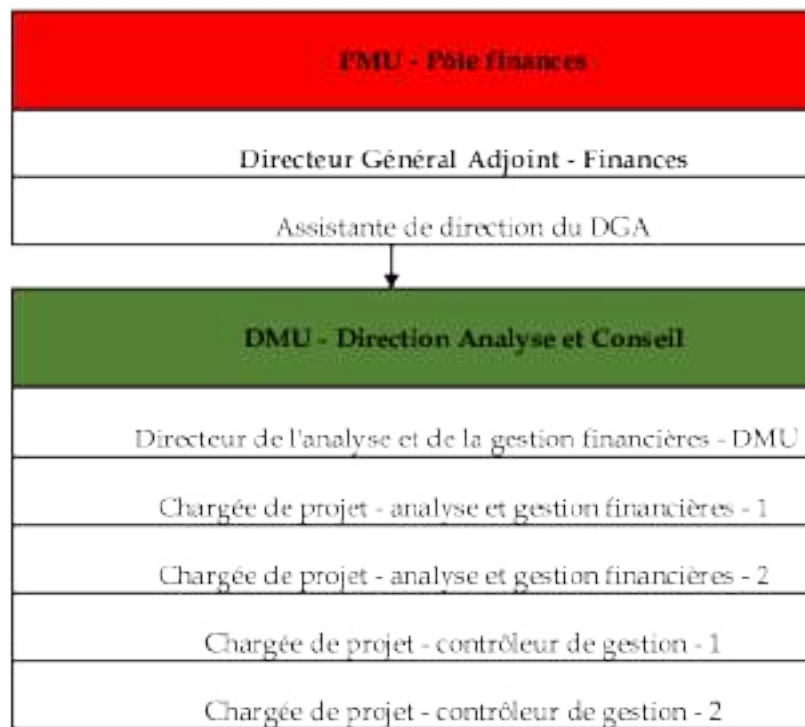 PMU - Pôle finances
Directeur Général Adjoint - Finances
Assistante de direction du DGA
DMU - Direction Analyse et Conseil
Directeur de l'analyse et de la gestion financières - DMU
Chargée de projet - analyse et gestion financières - 1
Chargée de projet - analyse et gestion financières - 2
Chargée de projet - contrôleur de gestion - 1
Chargée de projet - contrôleur de gestion - 2